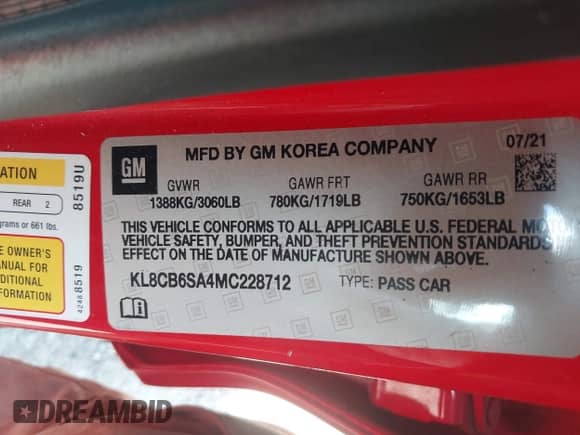 GM
MFD BY GM KOREA COMPANY
07/21
GVWR
GAWR FRT
GAWR RR
1388KG/3060LB
780KG/1719LB
750KG/1653LB
THIS VEHICLE CONFORMS TO ALL APPLICABLE U.S. FEDERAL MOT
VEHICLE SAFETY, BUMPER, AND THEFT PREVENTION STANDARDS
EFFECT ON THE DATE OF MANUFACTURE SHOWN ABOVE.
KL8CB6SA4MC228712
TYPE: PASS CAR
ATION
REAR 2
grams or 661 lbs.
E OWNER'S
ANUAL FOR
DDITIONAL
FORMATION
8519U
42488519
DREAMBID